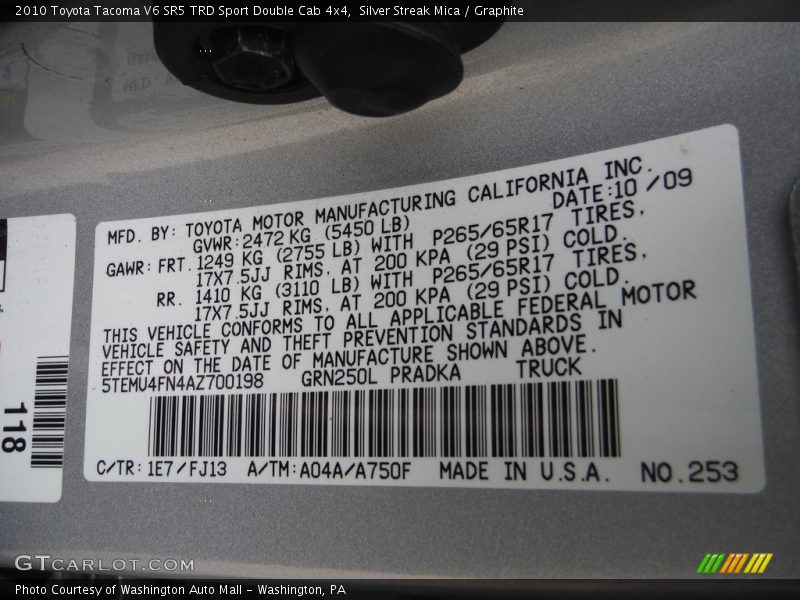 2010 Toyota Tacoma V6 SR5 TRD Sport Double Cab 4x4, Silver Streak Mica / Graphite
MFD. BY: TOYOTA MOTOR MANUFACTURING CALIFORNIA INC.
GVWR: 2472 KG (5450 LB) DATE: 10 /09
GAWR: FRT. 1249 KG (2755 LB) WITH P265/65R17 TIRES,
17X7.5JJ RIMS, AT 200 KPA (29 PSI) COLD.
RR. 1410 KG (3110 LB) WITH P265/65R17 TIRES,
17X7.5JJ RIMS, AT 200 KPA (29 PSI) COLD.
THIS VEHICLE CONFORMS TO ALL APPLICABLE FEDERAL MOTOR
VEHICLE SAFETY AND THEFT PREVENTION STANDARDS IN
EFFECT ON THE DATE OF MANUFACTURE SHOWN ABOVE.
5TEMU4FN4AZ700198 GRN250L PRADKA TRUCK
C/TR: 1E7/FJ13 A/TM: A04A/A750F MADE IN U.S.A. NO.253
118
GTCARLOT.COM
Photo Courtesy of Washington Auto Mall - Washington, PA